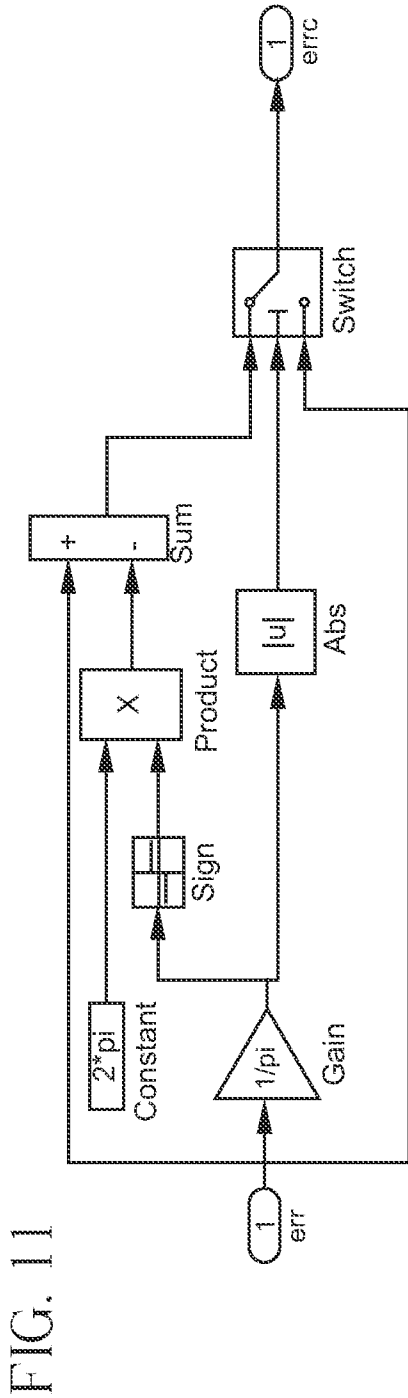 FIG. 11
1
err
2*pi
Constant
1/pi
Gain
Sign
X
Product
+
-
Sum
|u|
Abs
Switch
1
errc